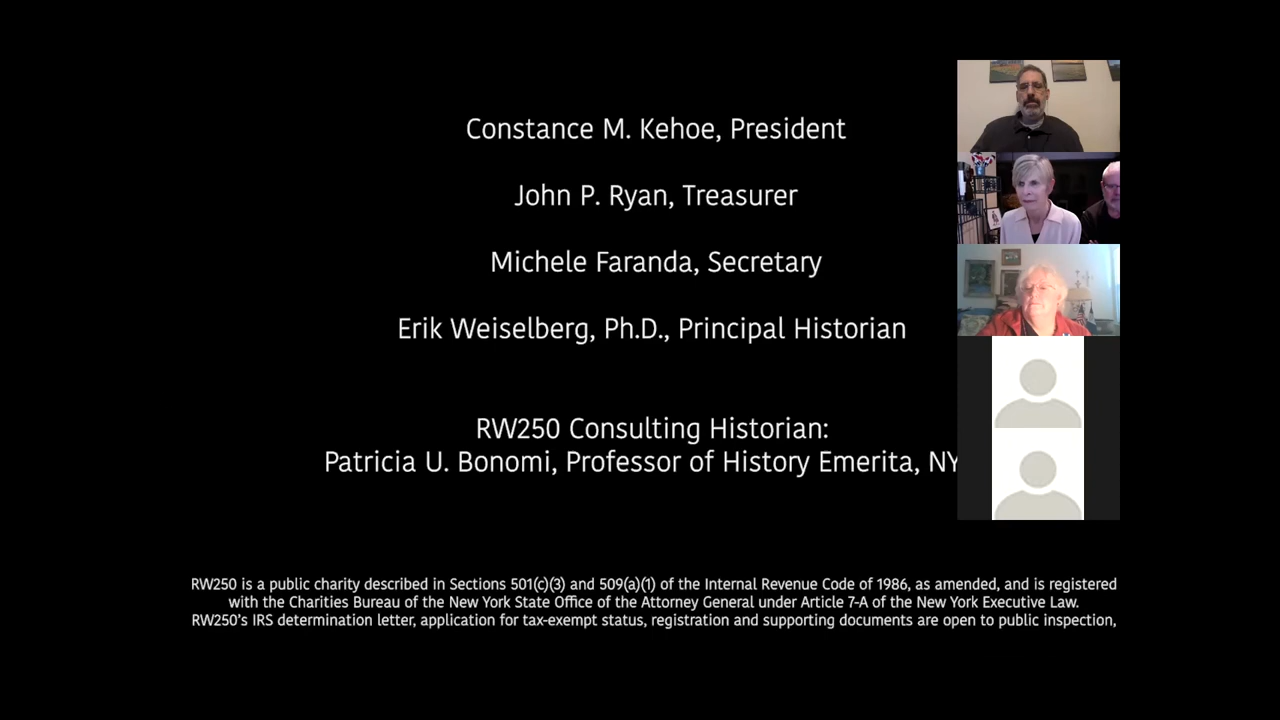 Constance M. Kehoe, President
John P. Ryan, Treasurer
Michele Faranda, Secretary
Erik Weiselberg, Ph.D., Principal Historian
RW250 Consulting Historian:
Patricia U. Bonomi, Professor of History Emerita, NY
RW250 is a public charity described in Sections 501(c)(3) and 509(a)(1) of the Internal Revenue Code of 1986, as amended, and is registered
with the Charities Bureau of the New York State Office of the Attorney General under Article 7-A of the New York Executive Law.
RW250's IRS determination letter, application for tax-exempt status, registration and supporting documents are open to public inspection,